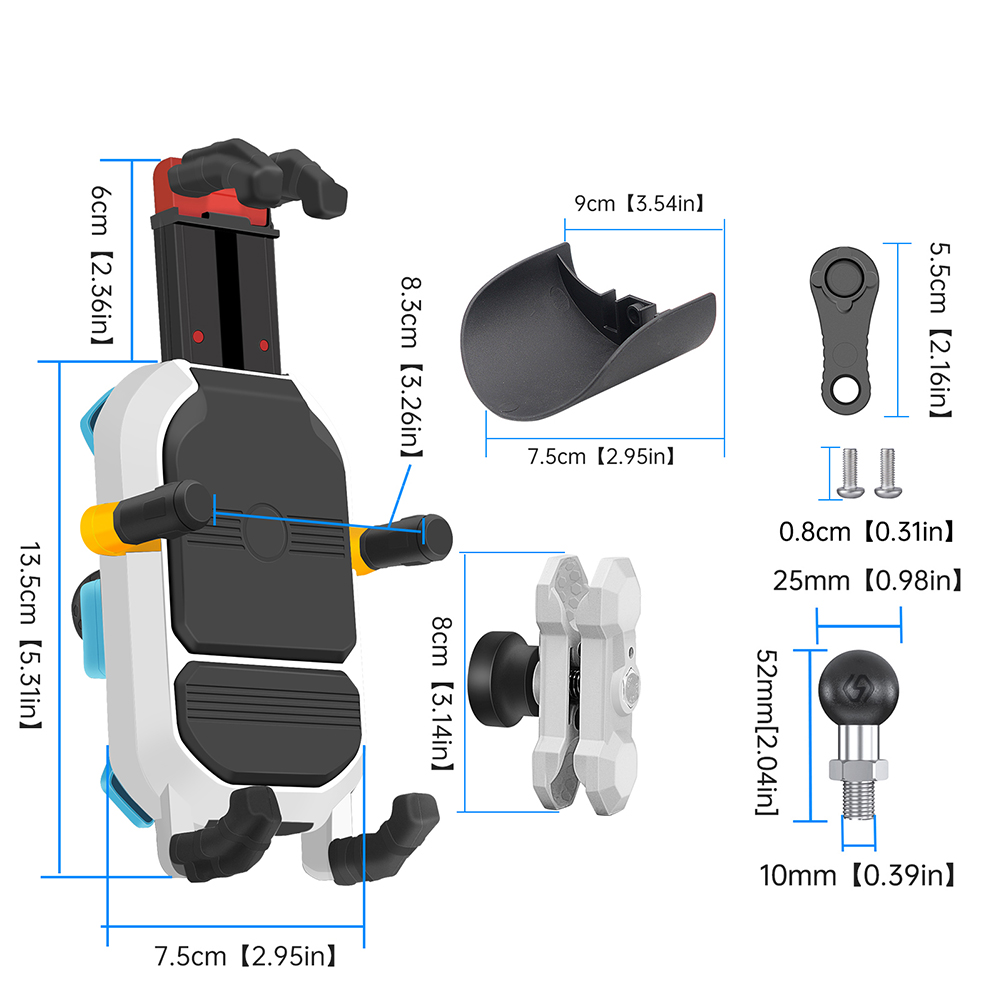 6cm【2.36in】
8.3cm【3.26in】
13.5cm【5.31in】
7.5cm【2.95in】
9cm【3.54in】
7.5cm【2.95in】
8cm【3.14in】
5.5cm【2.16in】
0.8cm【0.31in】
25mm【0.98in】
52mm[2.04in]
10mm【0.39in】